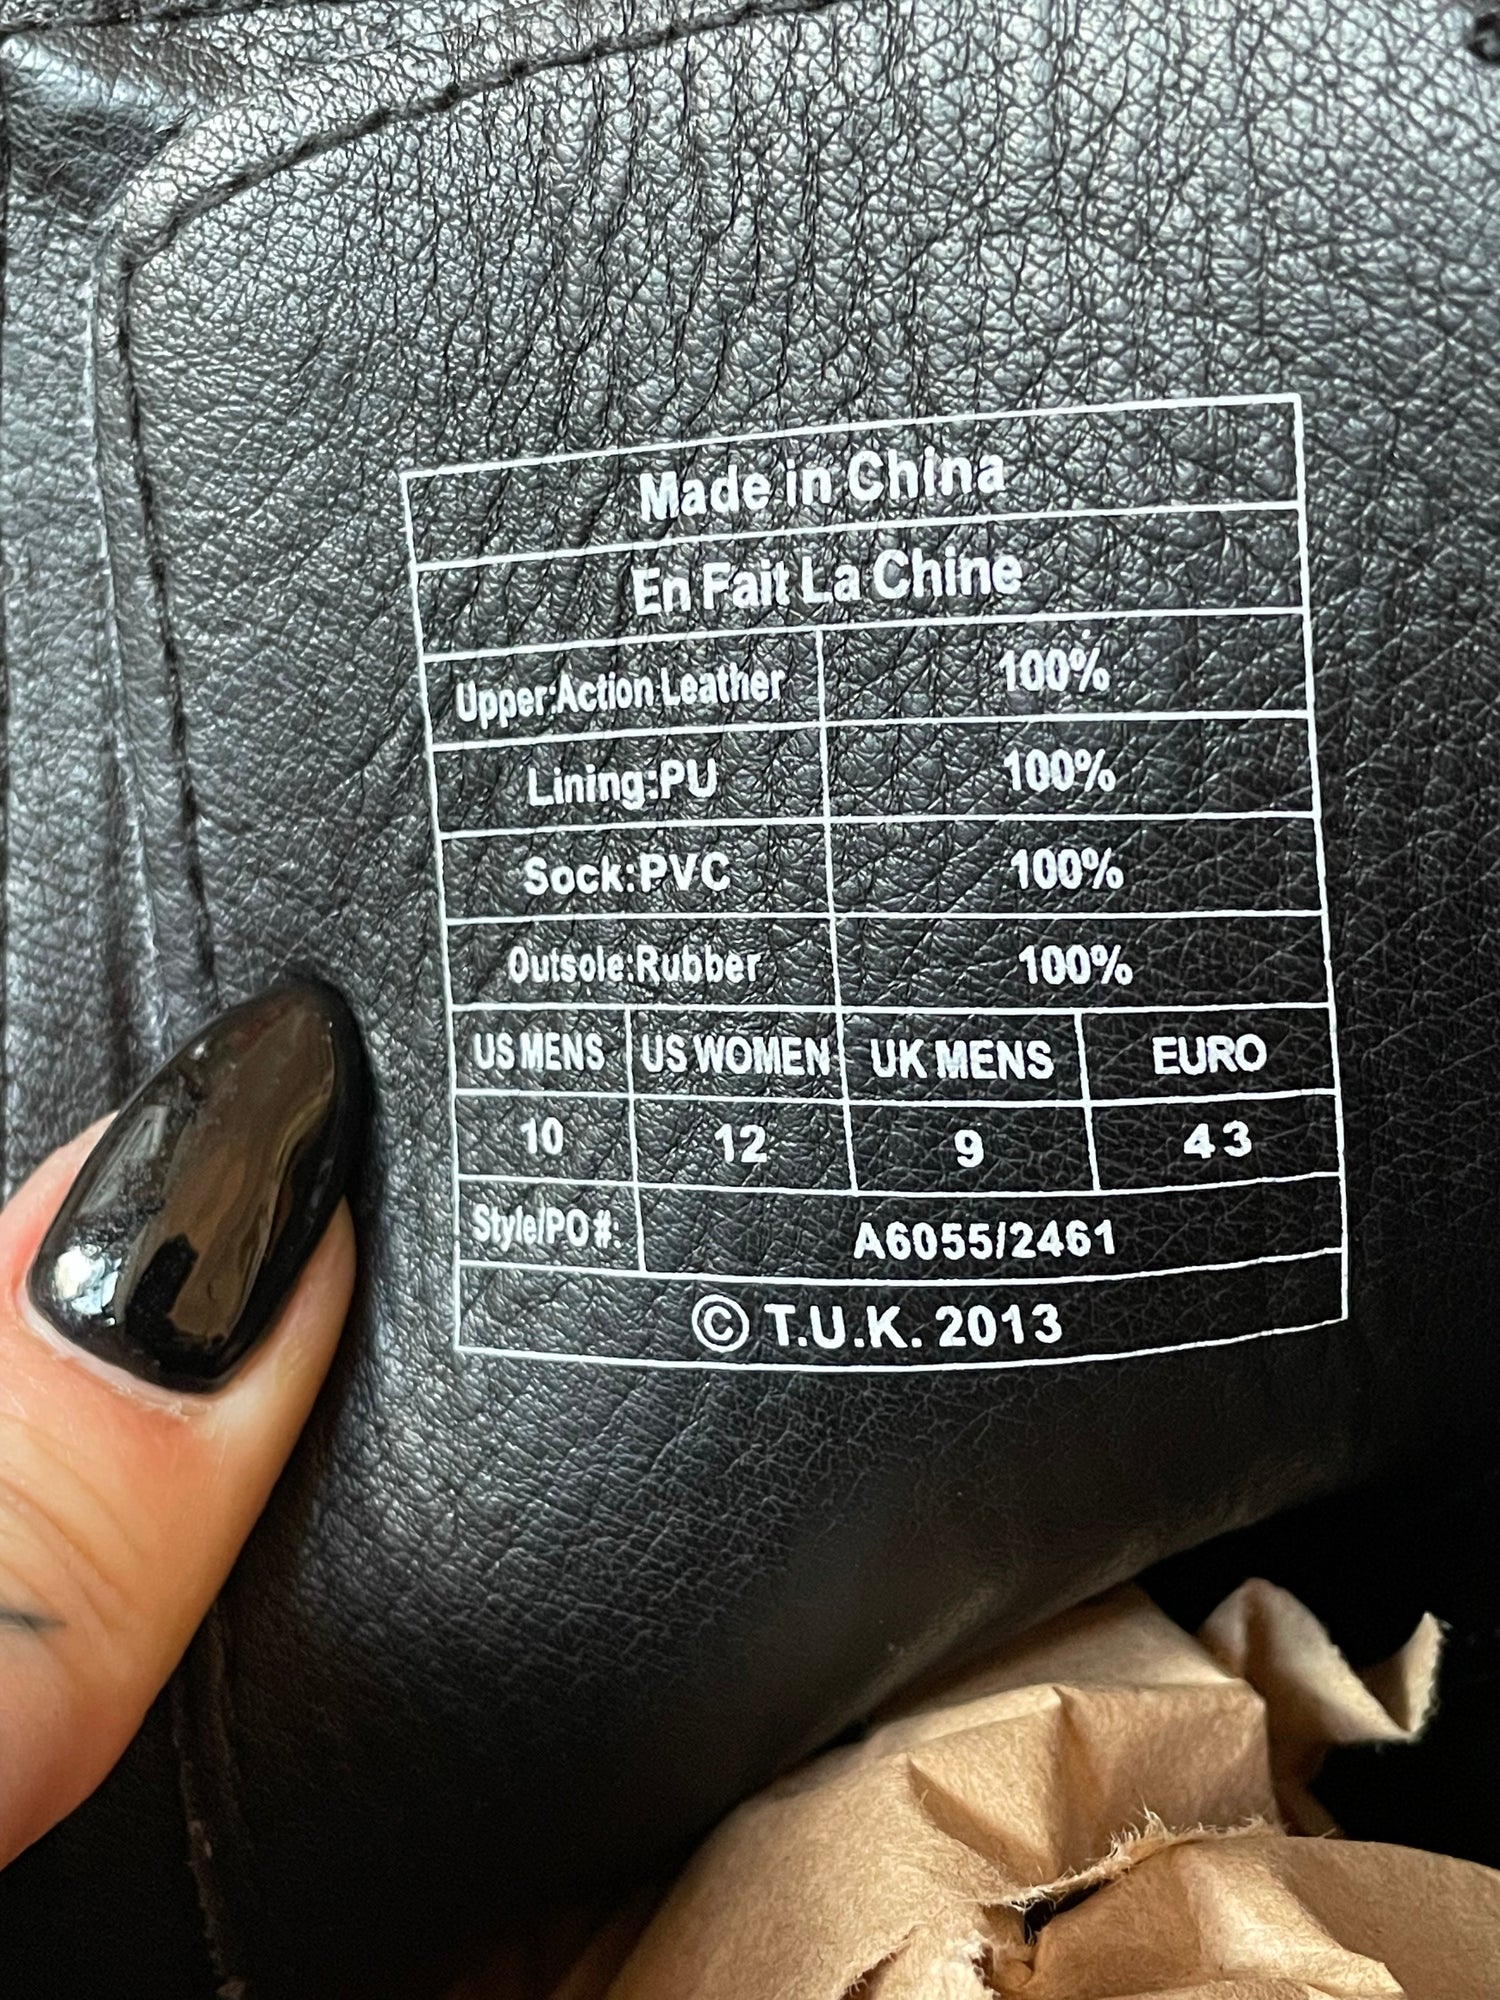 Made in China
En Fait La Chine
Upper:Action Leather 100%
Lining:PU 100%
Sock:PVC 100%
Outsole:Rubber 100%
US MENS US WOMEN UK MENS EURO
10 12 9 43
Style/PO#: A6055/2461
© T.U.K. 2013